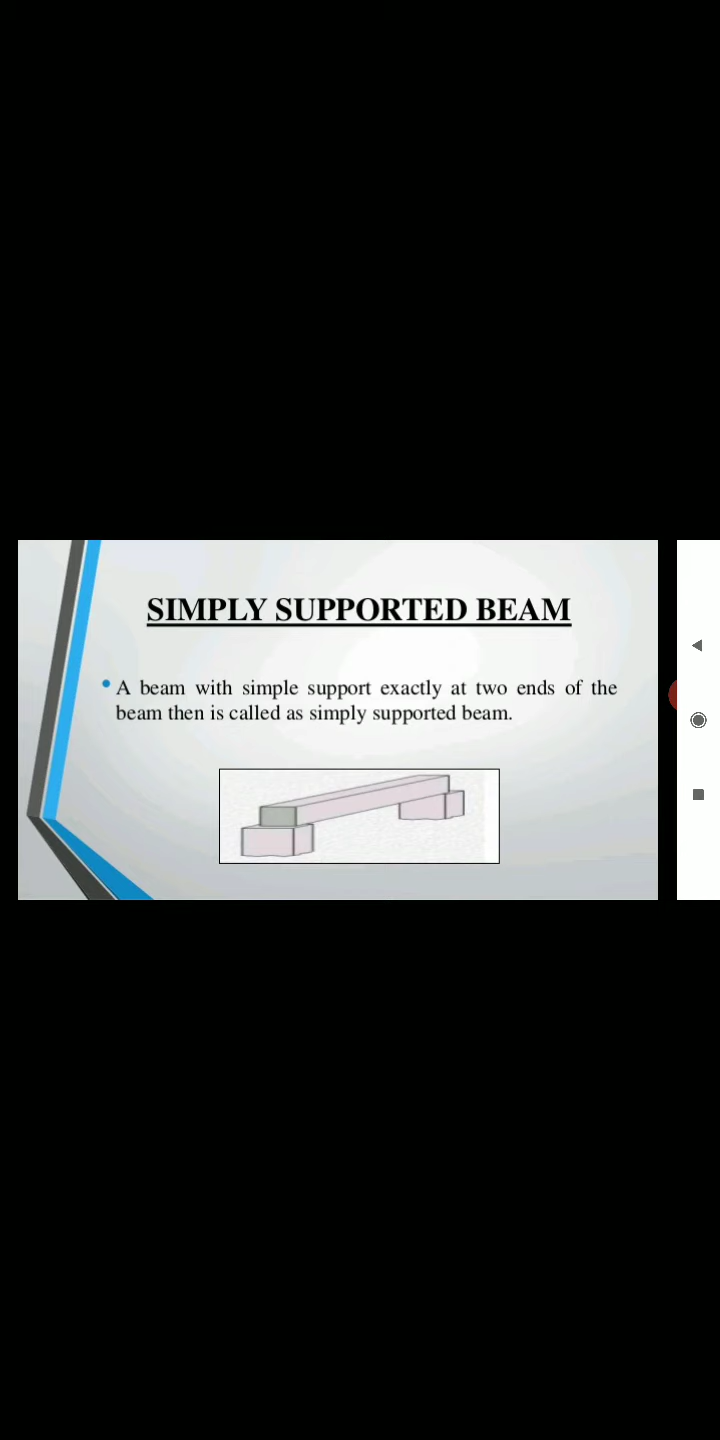 SIMPLY SUPPORTED BEAM
• A beam with simple support exactly at two ends of the
beam then is called as simply supported beam.